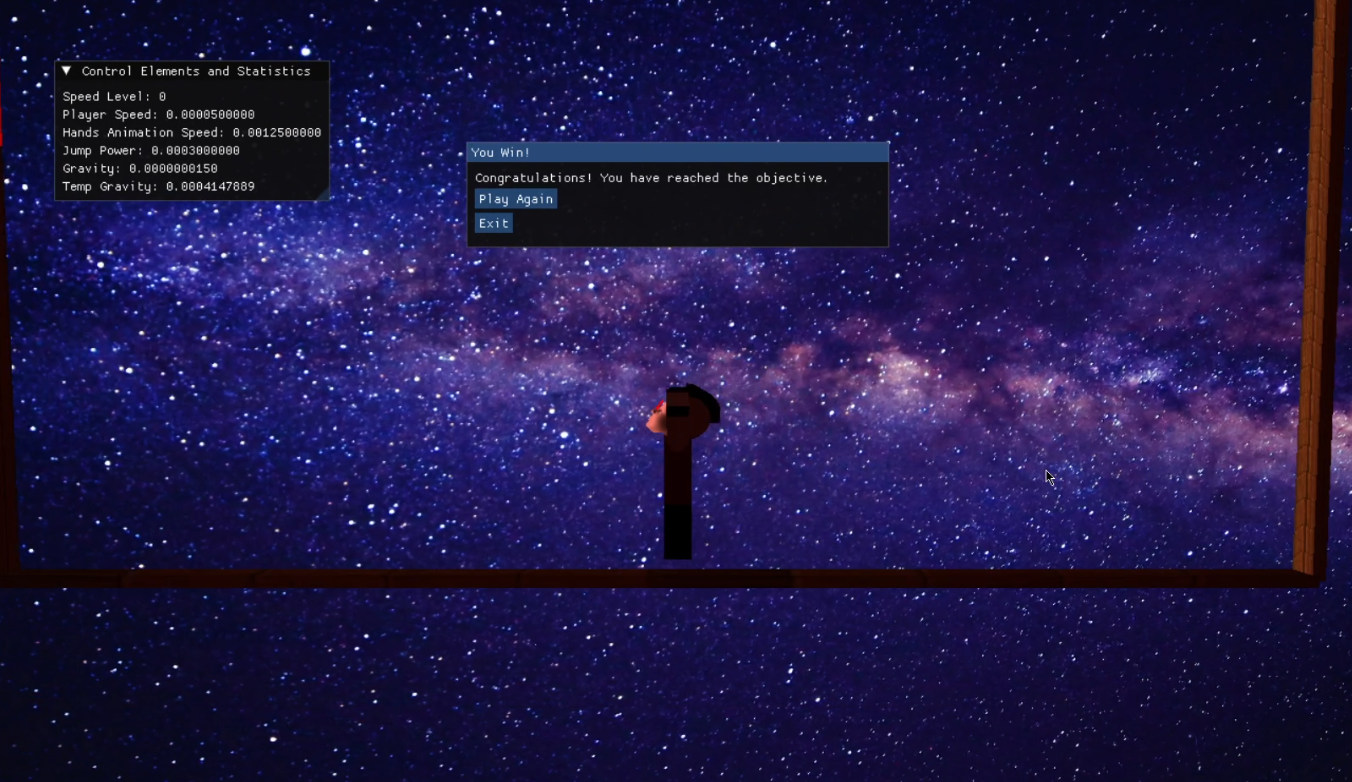 Control Elements and Statistics
Speed Level: 0
Player Speed: 0.0000500000
Hands Animation Speed: 0.0012500000
Jump Power: 0.0003000000
Gravity: 0.0000000150
Temp Gravity: 0.0004147889
You Win!
Congratulations! You have reached the objective.
Play Again
Exit